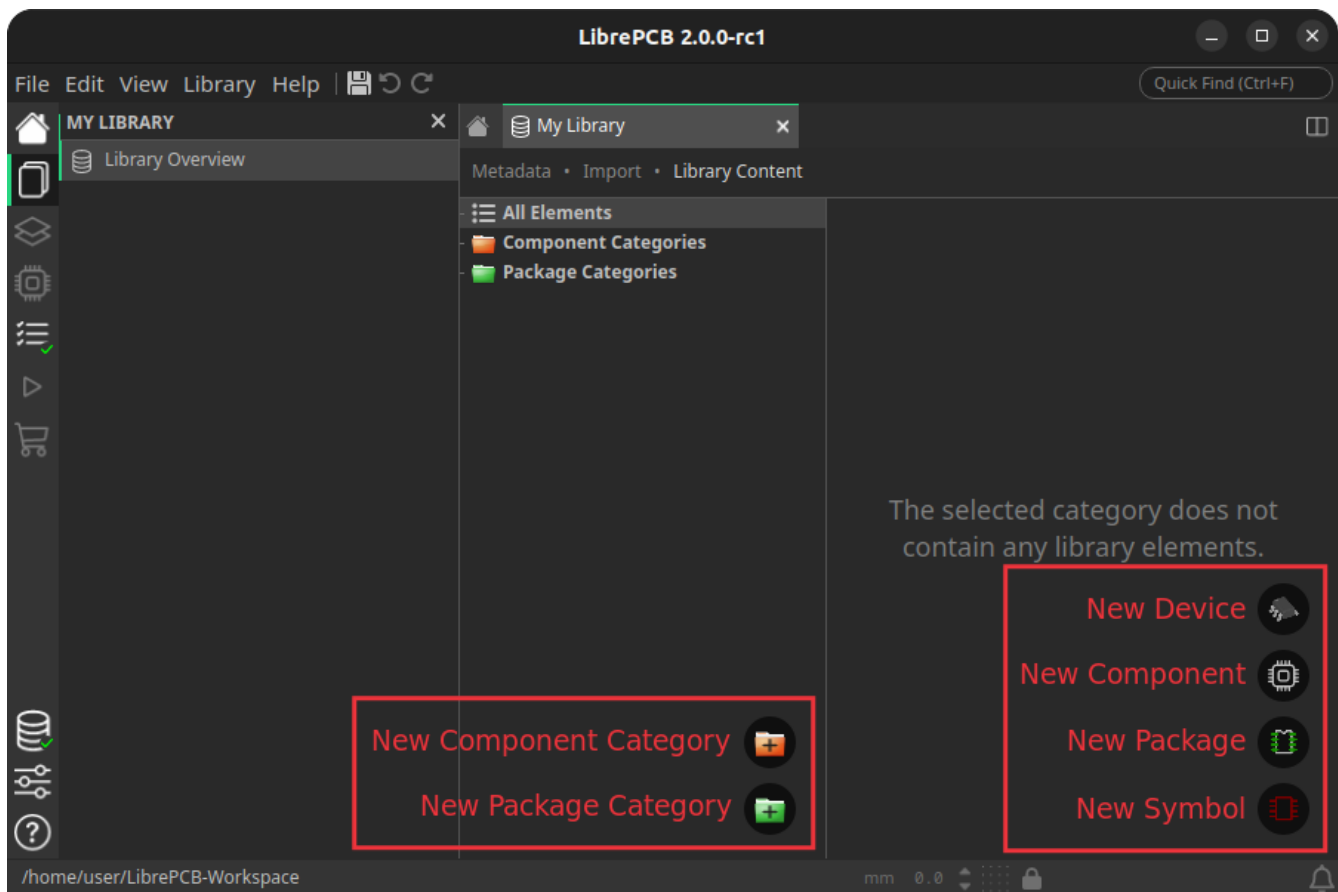 LibrePCB 2.0.0-rc1
File Edit View Library Help
Quick Find (Ctrl+F)
MY LIBRARY
My Library
Library Overview
Metadata • Import • Library Content
All Elements
Component Categories
Package Categories
The selected category does not
contain any library elements.
New Device
New Component
New Package
New Symbol
New Component Category
New Package Category
/home/user/LibrePCB-Workspace
mm 0.0